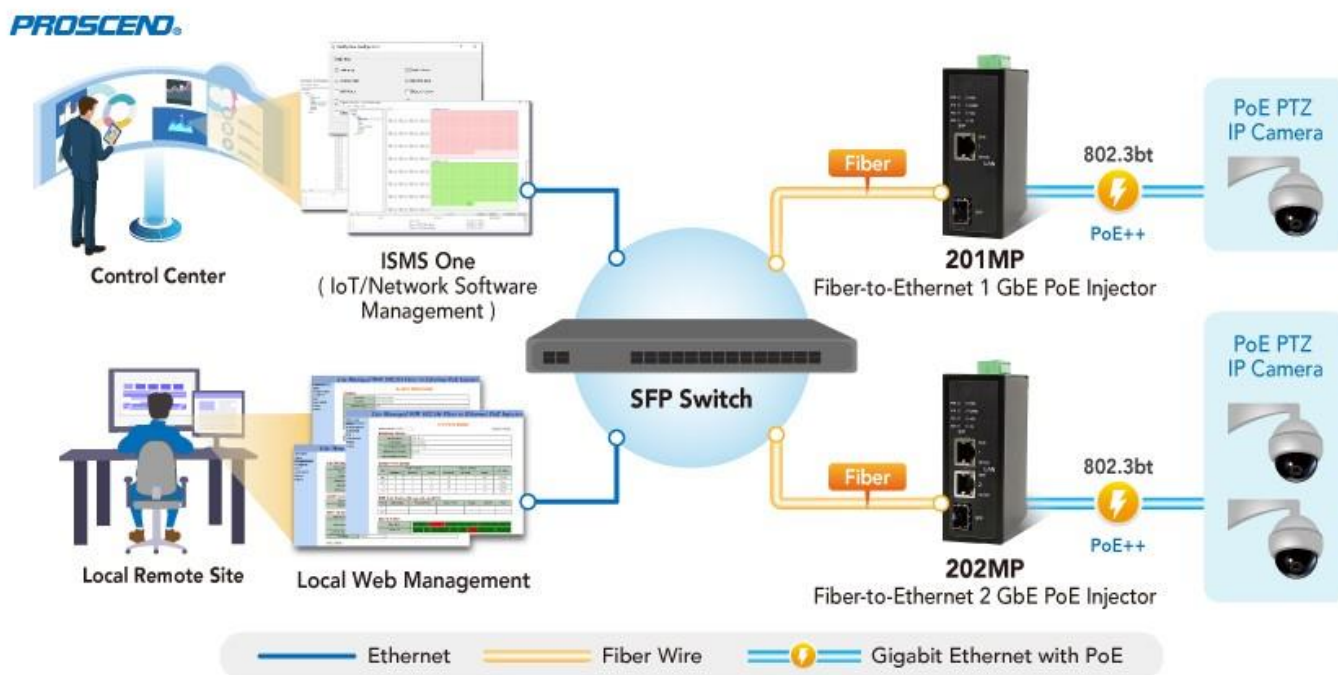 PROSCEND®
Control Center
ISMS One
( IoT/Network Software
Management )
Fiber
201MP
Fiber-to-Ethernet 1 GbE PoE Injector
802.3bt
PoE++
PoE PTZ
IP Camera
SFP Switch
Local Remote Site
Local Web Management
Fiber
202MP
Fiber-to-Ethernet 2 GbE PoE Injector
802.3bt
PoE++
PoE PTZ
IP Camera
Ethernet
Fiber Wire
Gigabit Ethernet with PoE